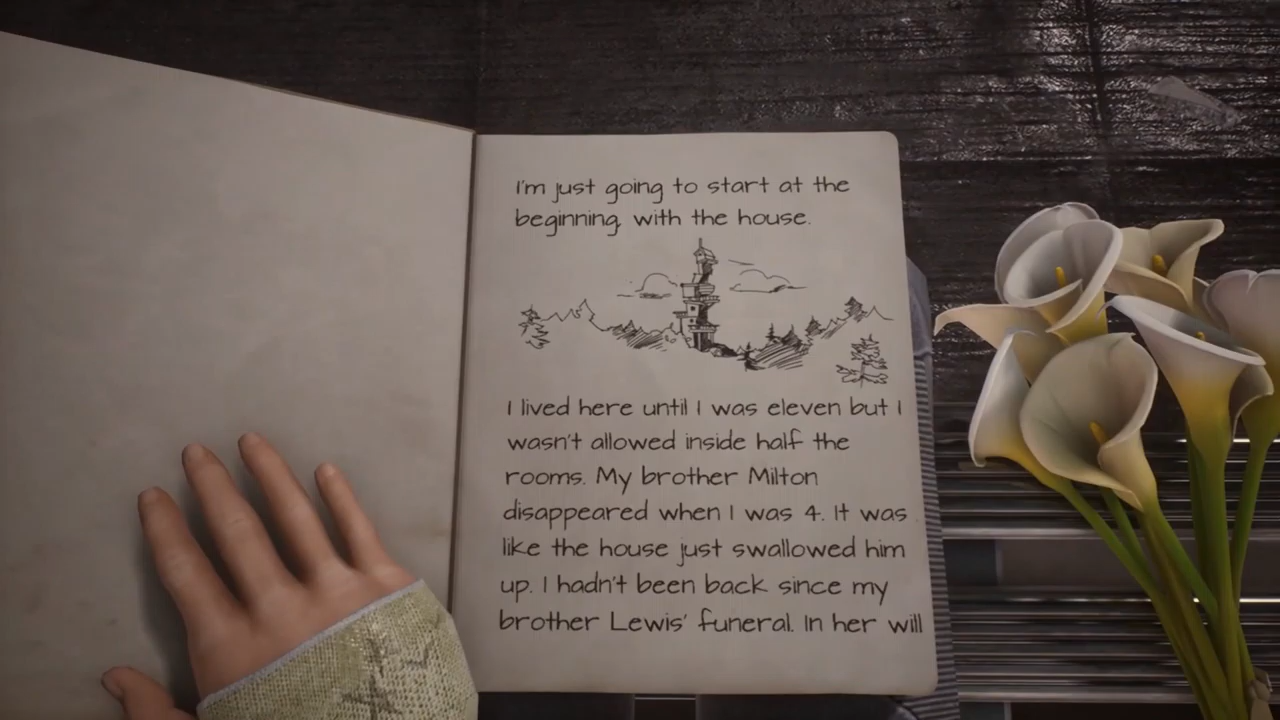 I'm just going to start at the
beginning, with the house.
I lived here until I was eleven but I
wasn't allowed inside half the
rooms. My brother Milton
disappeared when I was 4. It was
like the house just swallowed him
up. I hadn't been back since my
brother Lewis' funeral. In her will